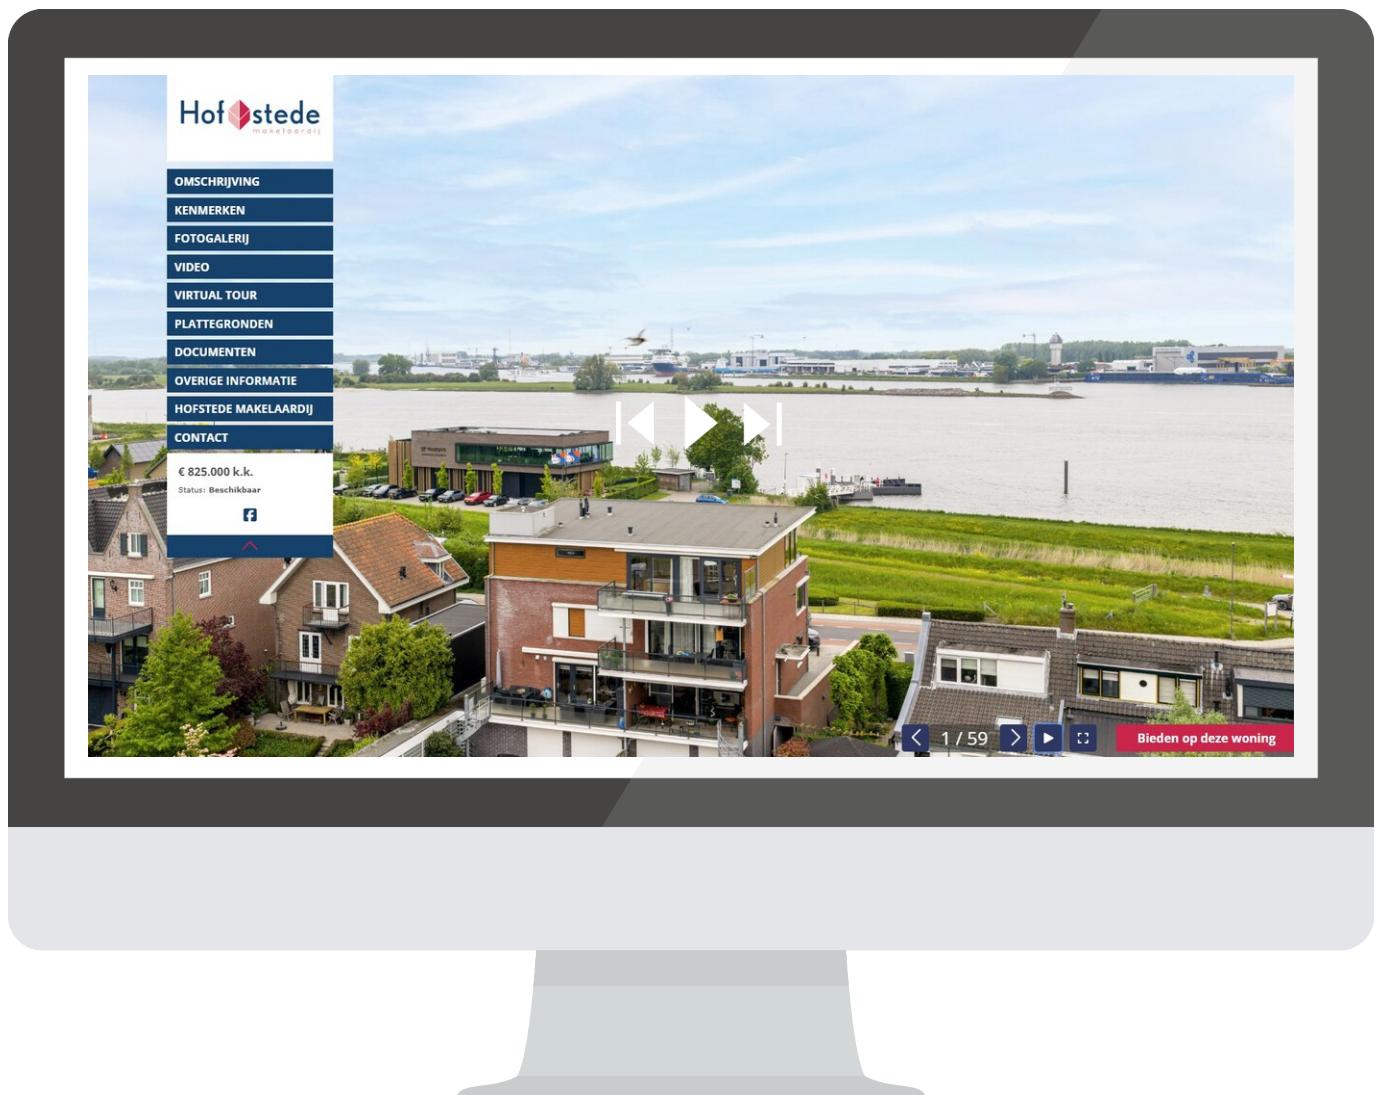 Hofstede
makelaardij
OMSCHRIJVING
KENMERKEN
FOTOGALERIJ
VIDEO
VIRTUAL TOUR
PLATTEGRONDEN
DOCUMENTEN
OVERIGE INFORMATIE
HOFSTEDE MAKELAARDIJ
CONTACT
€ 825.000 k.k.
Status: Beschikbaar
1 / 59
Bieden op deze woning